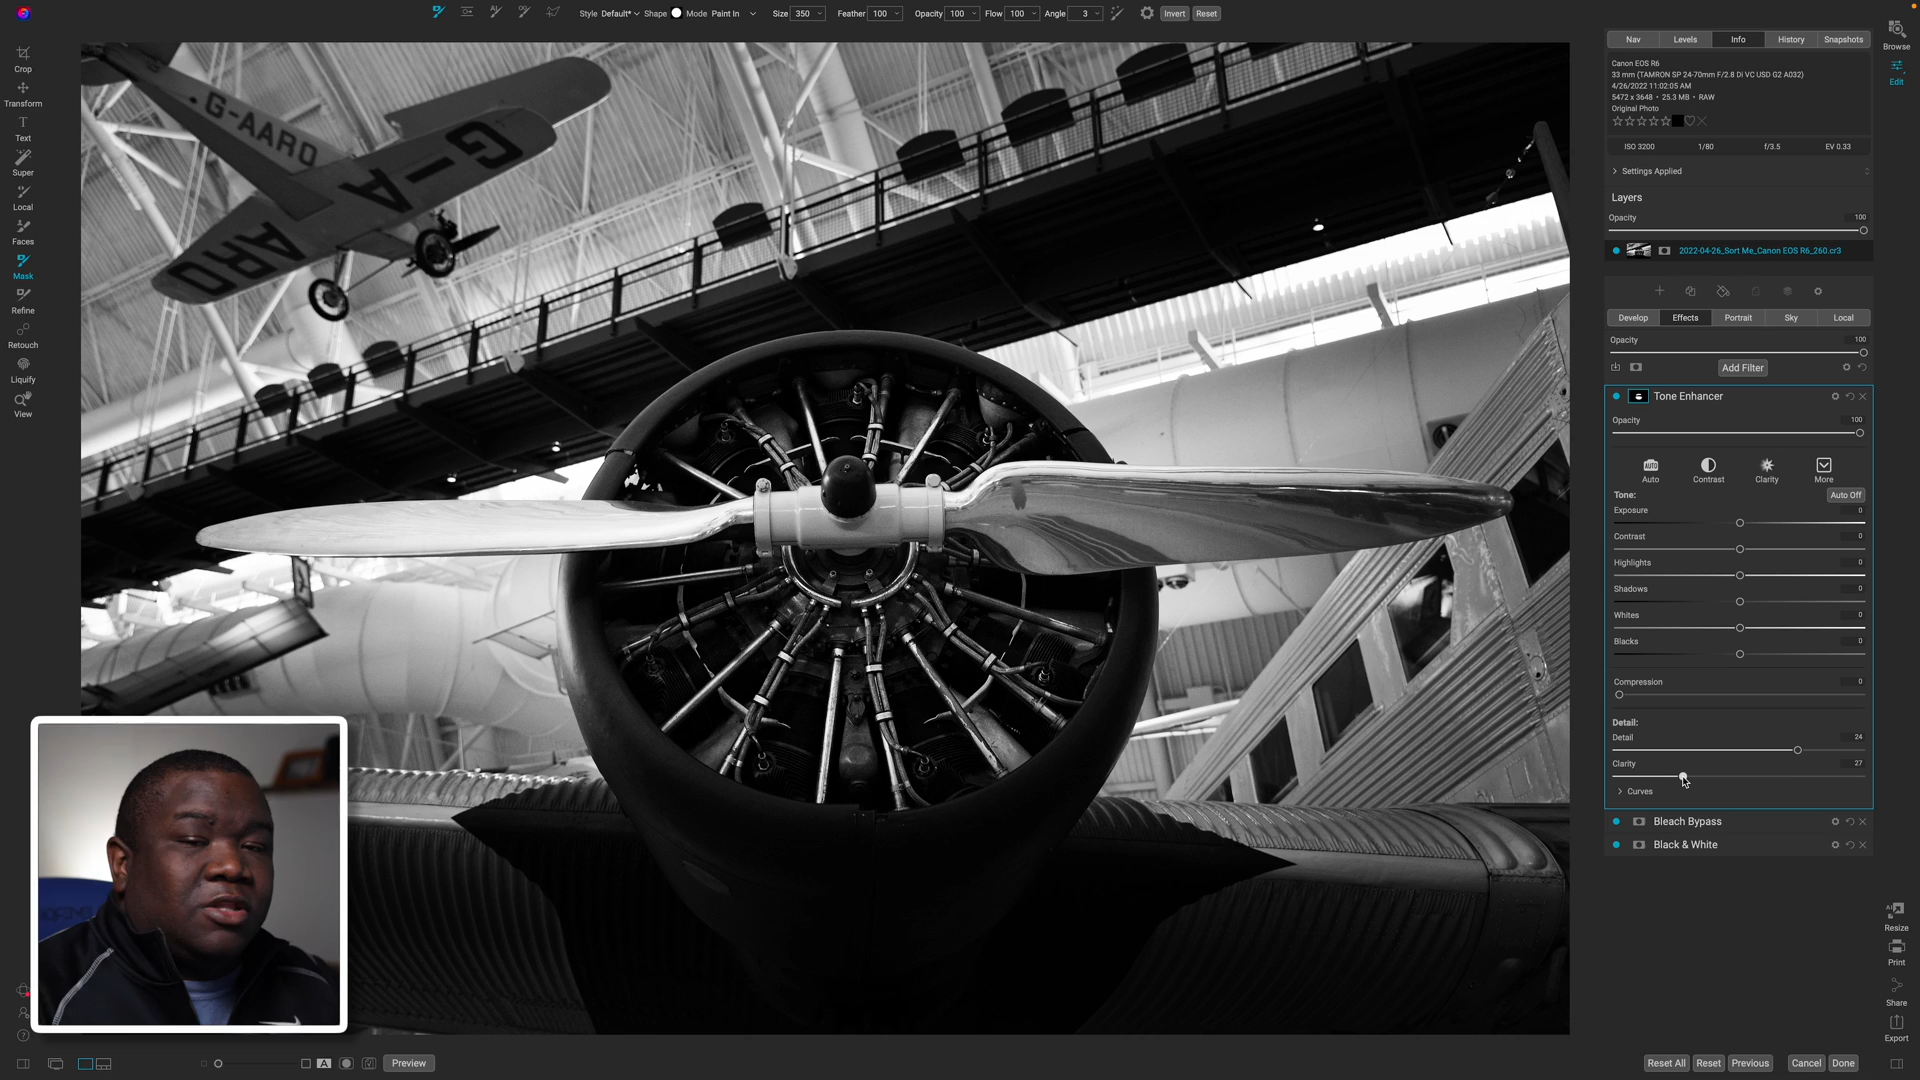 Style Default* Shape Mode Paint In Size 350 Feather 100 Opacity 100 Flow 100 Angle 3 Invert Reset
Crop
Transform
Text
Super
Local
Faces
Mask
Refine
Retouch
Liquify
View
G-AARO
G-IA
AARO
Nav Levels Info History Snapshots
Canon EOS R6
33 mm (TAMRON SP 24-70mm F/2.8 Di VC USD G2 A032)
4/26/2022 11:02:05 AM
5472 x 3648 • 25.3 MB • RAW
Original Photo
ISO 3200 1/80 f/3.5 EV 0.33
Settings Applied
Layers
Opacity 100
2022-04-26_Sort Me_Canon EOS R6_260.cr3
Develop Effects Portrait Sky Local
Opacity 100
Add Filter
Tone Enhancer
Opacity 100
AUTO
Auto Contrast Clarity More
Tone: Auto Off
Exposure 0
Contrast 0
Highlights 0
Shadows 0
Whites 0
Blacks 0
Compression 0
Detail:
Detail 24
Clarity 27
Curves
Bleach Bypass
Black & White
Browse
Edit
Resize
Print
Share
Export
A Preview
Reset All Reset Previous Cancel Done